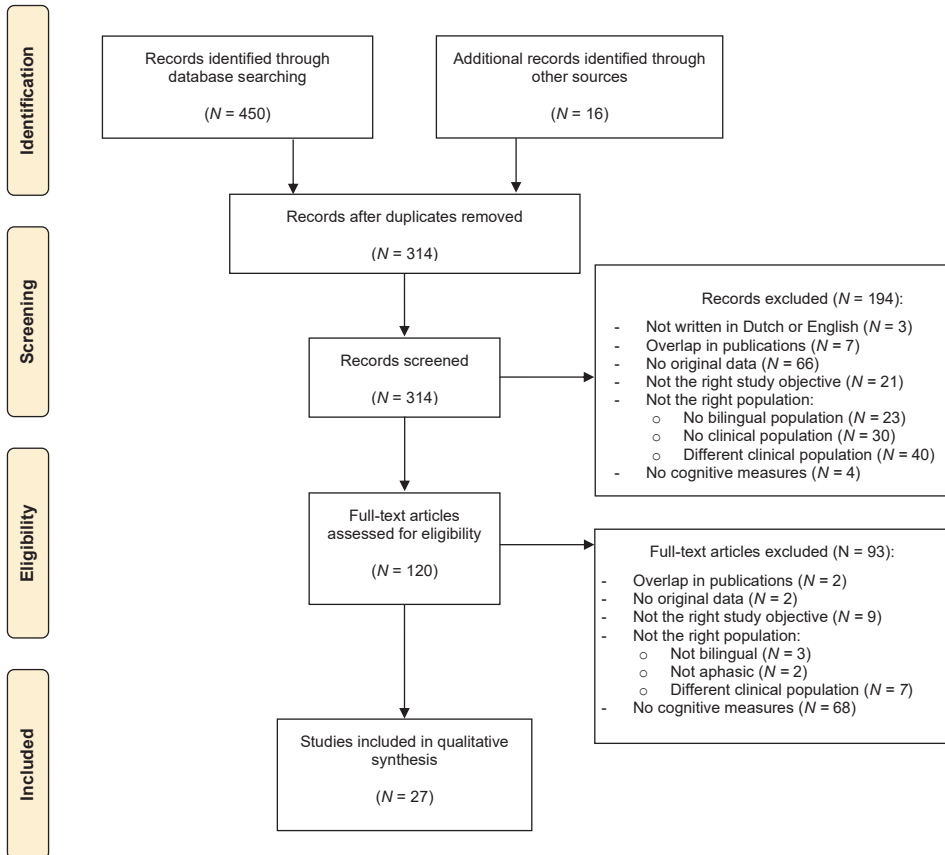 Identification
Records identified through
database searching
(N = 450)
Additional records identified through
other sources
(N = 16)
Records after duplicates removed
(N = 314)
Screening
Records screened
(N = 314)
Records excluded (N = 194):
- Not written in Dutch or English (N = 3)
- Overlap in publications (N = 7)
- No original data (N = 66)
- Not the right study objective (N = 21)
- Not the right population:
o No bilingual population (N = 23)
o No clinical population (N = 30)
o Different clinical population (N = 40)
- No cognitive measures (N = 4)
Eligibility
Full-text articles
assessed for eligibility
(N = 120)
Full-text articles excluded (N = 93):
- Overlap in publications (N = 2)
- No original data (N = 2)
- Not the right study objective (N = 9)
- Not the right population:
o Not bilingual (N = 3)
o Not aphasic (N = 2)
o Different clinical population (N = 7)
- No cognitive measures (N = 68)
Included
Studies included in qualitative
synthesis
(N = 27)